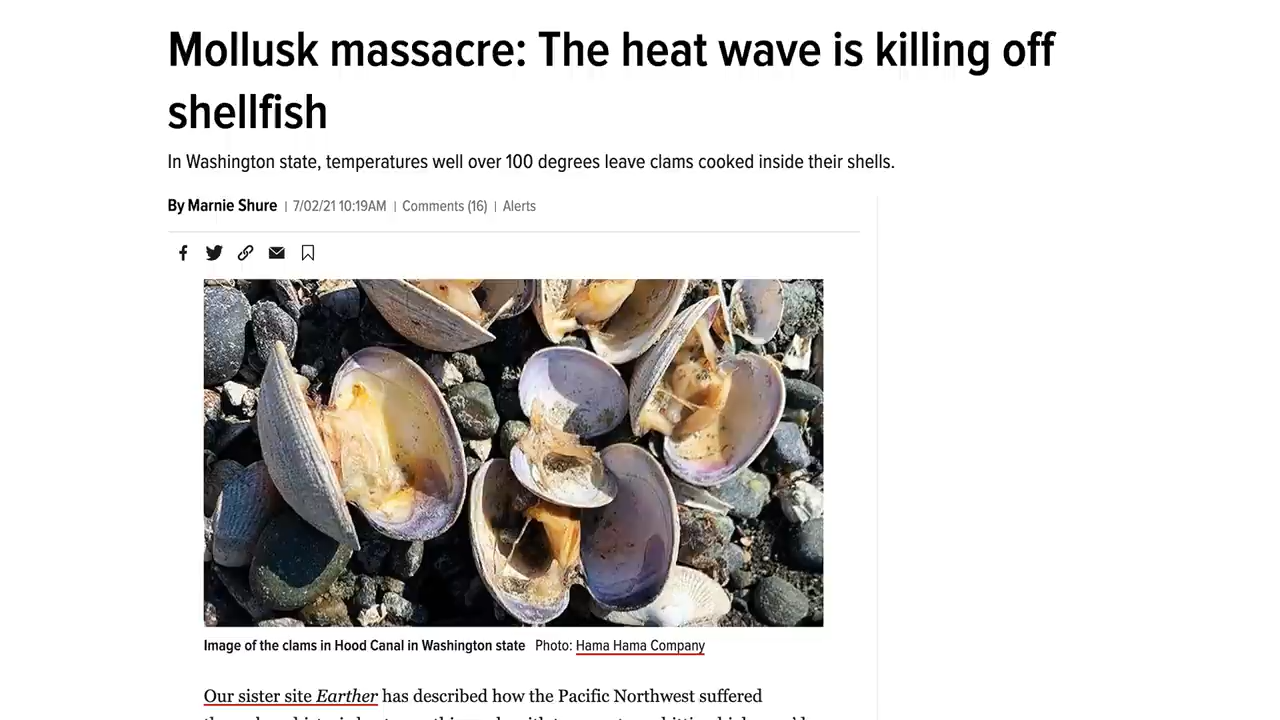 Mollusk massacre: The heat wave is killing off
shellfish
In Washington state, temperatures well over 100 degrees leave clams cooked inside their shells.
By Marnie Shure | 7/02/21 10:19AM | Comments (16) | Alerts
Image of the clams in Hood Canal in Washington state Photo: Hama Hama Company
Our sister site Earther has described how the Pacific Northwest suffered